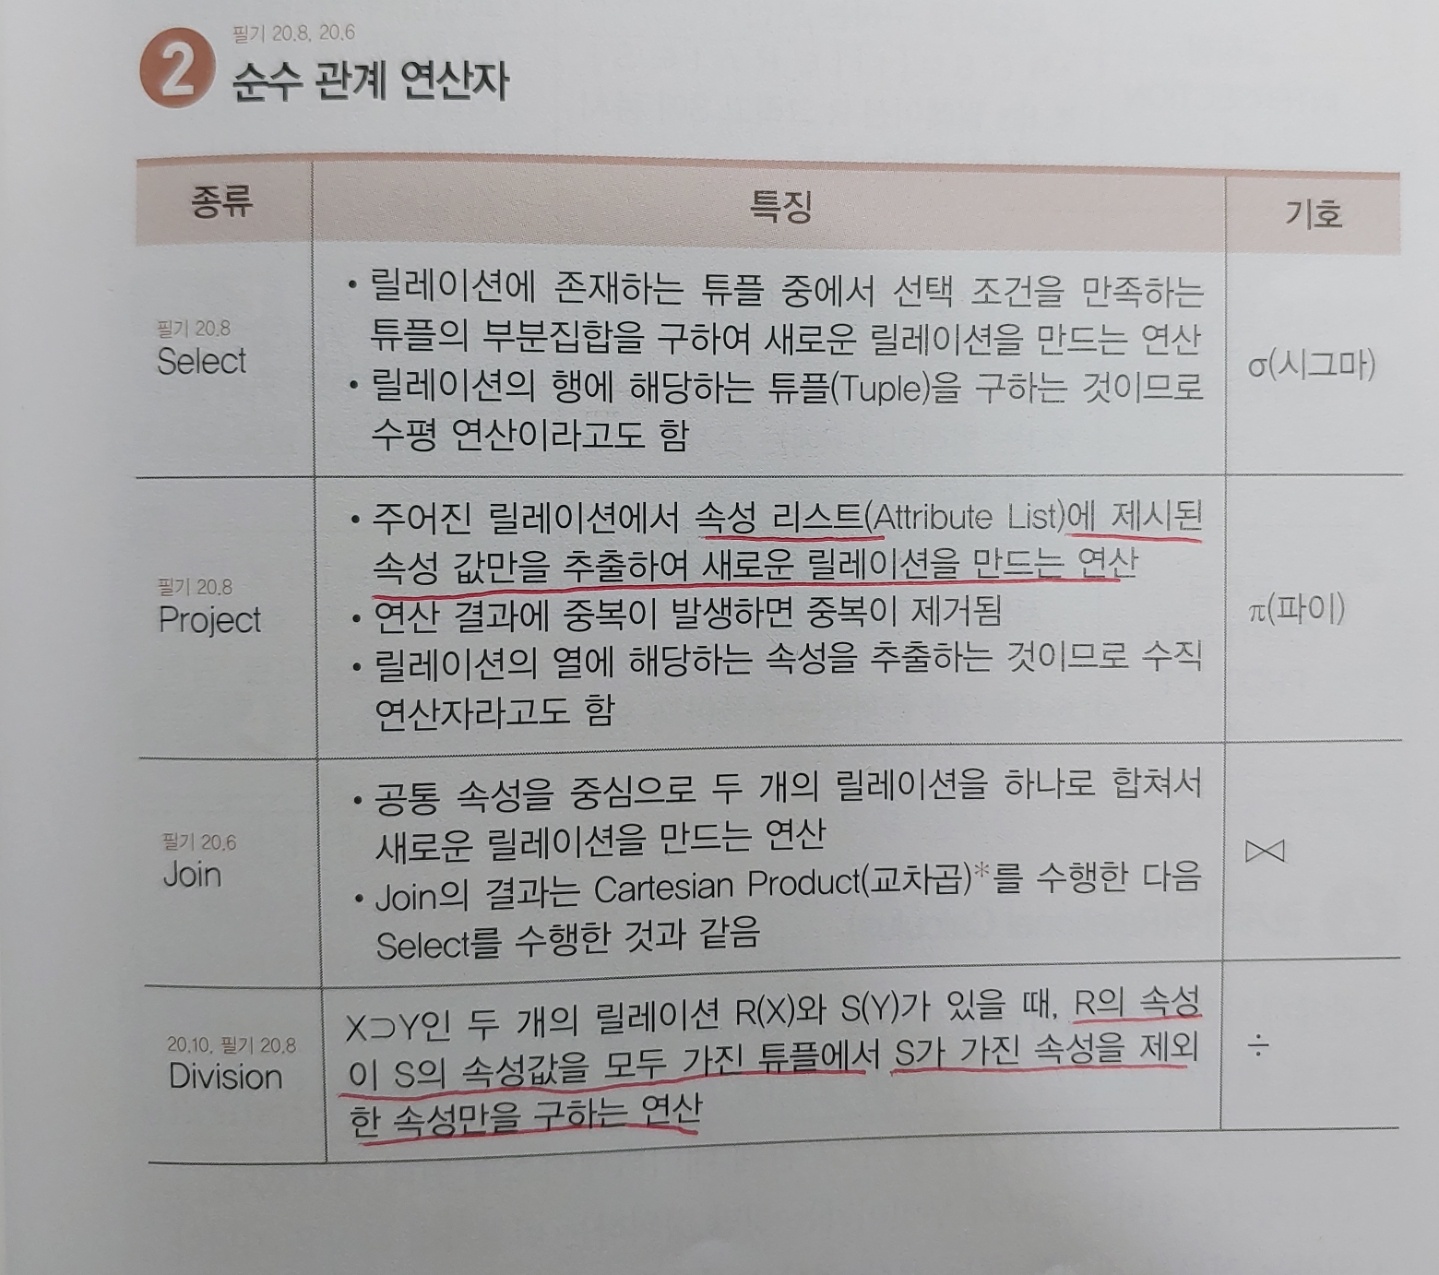 필기 20.8, 20.6
2 순수 관계 연산자
종류 특징 기호
• 릴레이션에 존재하는 튜플 중에서 선택 조건을 만족하는
튜플의 부분집합을 구하여 새로운 릴레이션을 만드는 연산
• 릴레이션의 행에 해당하는 튜플(Tuple)을 구하는 것이므로
수평 연산이라고도 함
필기 20.8
Select
σ(시그마)
• 주어진 릴레이션에서 속성 리스트(Attribute List)에 제시된
속성 값만을 추출하여 새로운 릴레이션을 만드는 연산
• 연산 결과에 중복이 발생하면 중복이 제거됨
• 릴레이션의 열에 해당하는 속성을 추출하는 것이므로 수직
연산자라고도 함
필기 20.8
Project
π(파이)
• 공통 속성을 중심으로 두 개의 릴레이션을 하나로 합쳐서
새로운 릴레이션을 만드는 연산
• Join의 결과는 Cartesian Product(교차곱)*를 수행한 다음
Select를 수행한 것과 같음
필기 20.6
Join
⋈
X⊃Y인 두 개의 릴레이션 R(X)와 S(Y)가 있을 때, R의 속성
이 S의 속성값을 모두 가진 튜플에서 S가 가진 속성을 제외
한 속성만을 구하는 연산
20.10, 필기 20.8
Division
÷